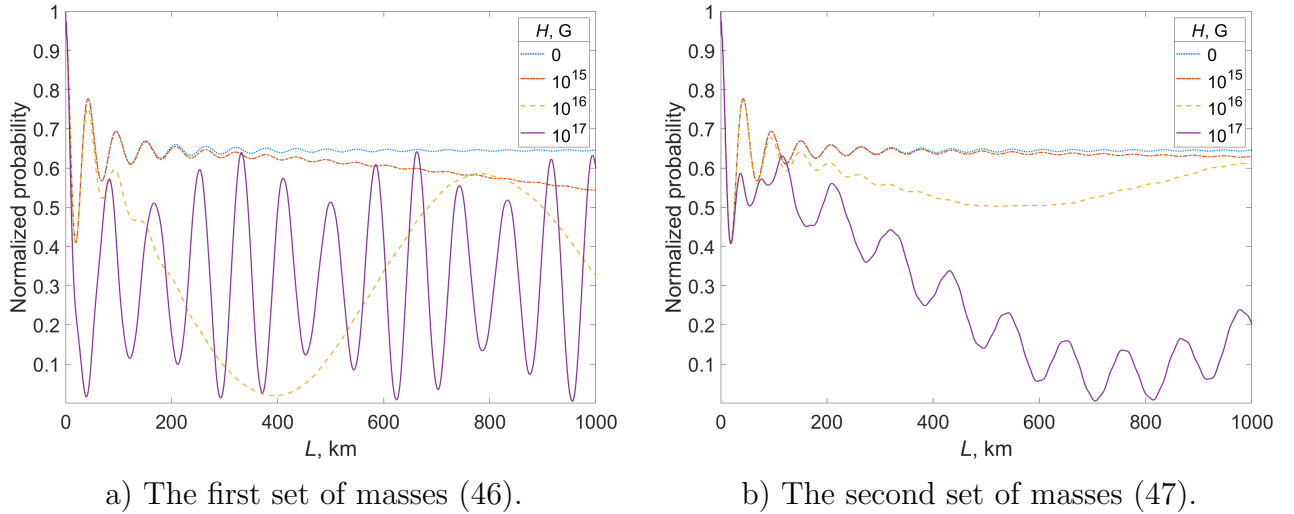 Normalized probability
1
0.9
0.8
0.7
0.6
0.5
0.4
0.3
0.2
0.1
0 200 400 600 800 1000
L, km
H, G
0
10^15
10^16
10^17
a) The first set of masses (46).
Normalized probability
1
0.9
0.8
0.7
0.6
0.5
0.4
0.3
0.2
0.1
0 200 400 600 800 1000
L, km
H, G
0
10^15
10^16
10^17
b) The second set of masses (47).